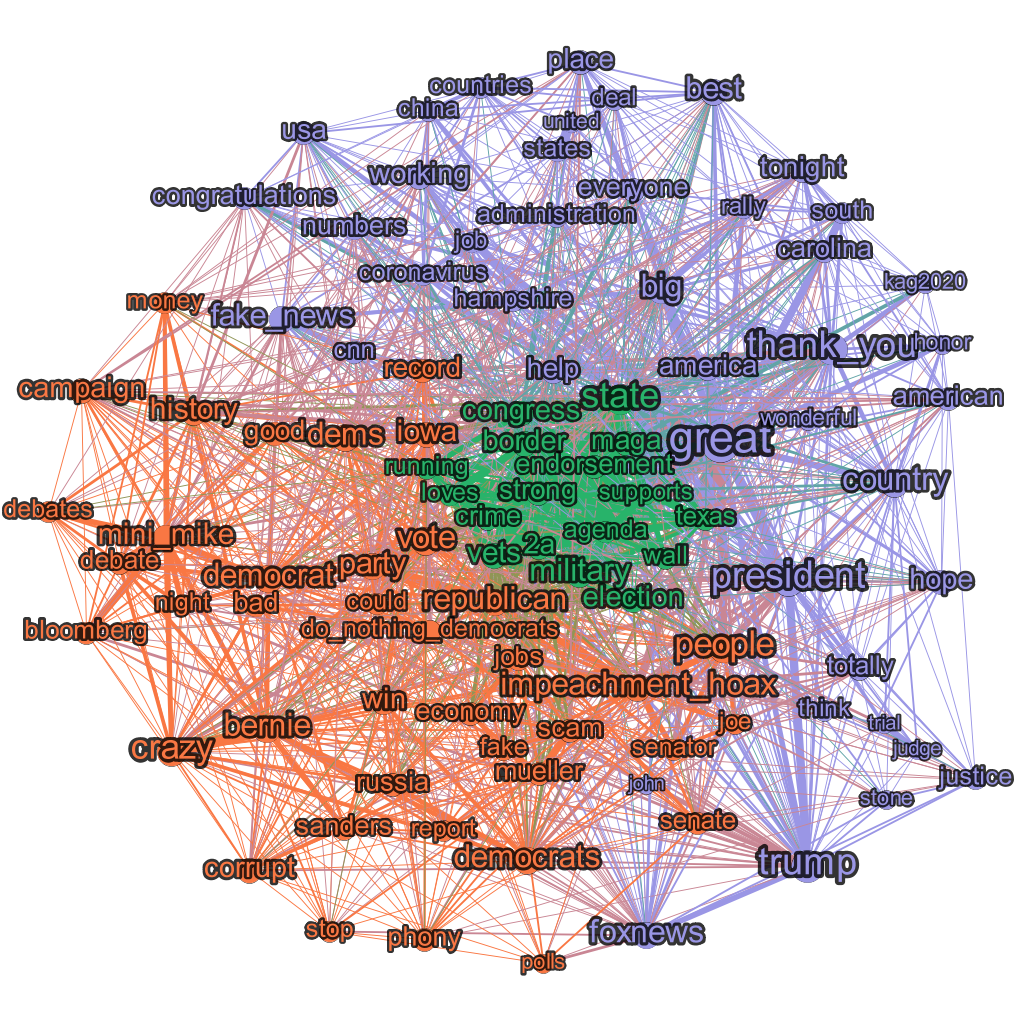 place
countries
best
deal
china
united
usa
states
tonight
working
everyone
congratulations
rally
south
administration
numbers
job
carolina
coronavirus
kag2020
big
hampshire
money
fake_news
thank_you
honor
cnn
record
help
america
campaign
state
american
history
congress
wonderful
good
dems
iowa
border
maga
great
running
endorsement
country
loves
strong
supports
debates
crime
texas
mini_mike
agenda
vote
2a
debate
party
vets
wall
democrat
military
president
hope
night
bad
could
republican
election
bloomberg
do_nothing_democrats
people
jobs
totally
impeachment_hoax
win
think
economy
bernie
joe
trial
scam
crazy
fake
senator
judge
mueller
justice
russia
john
stone
sanders
report
senate
democrats
trump
corrupt
stop
phony
foxnews
polls